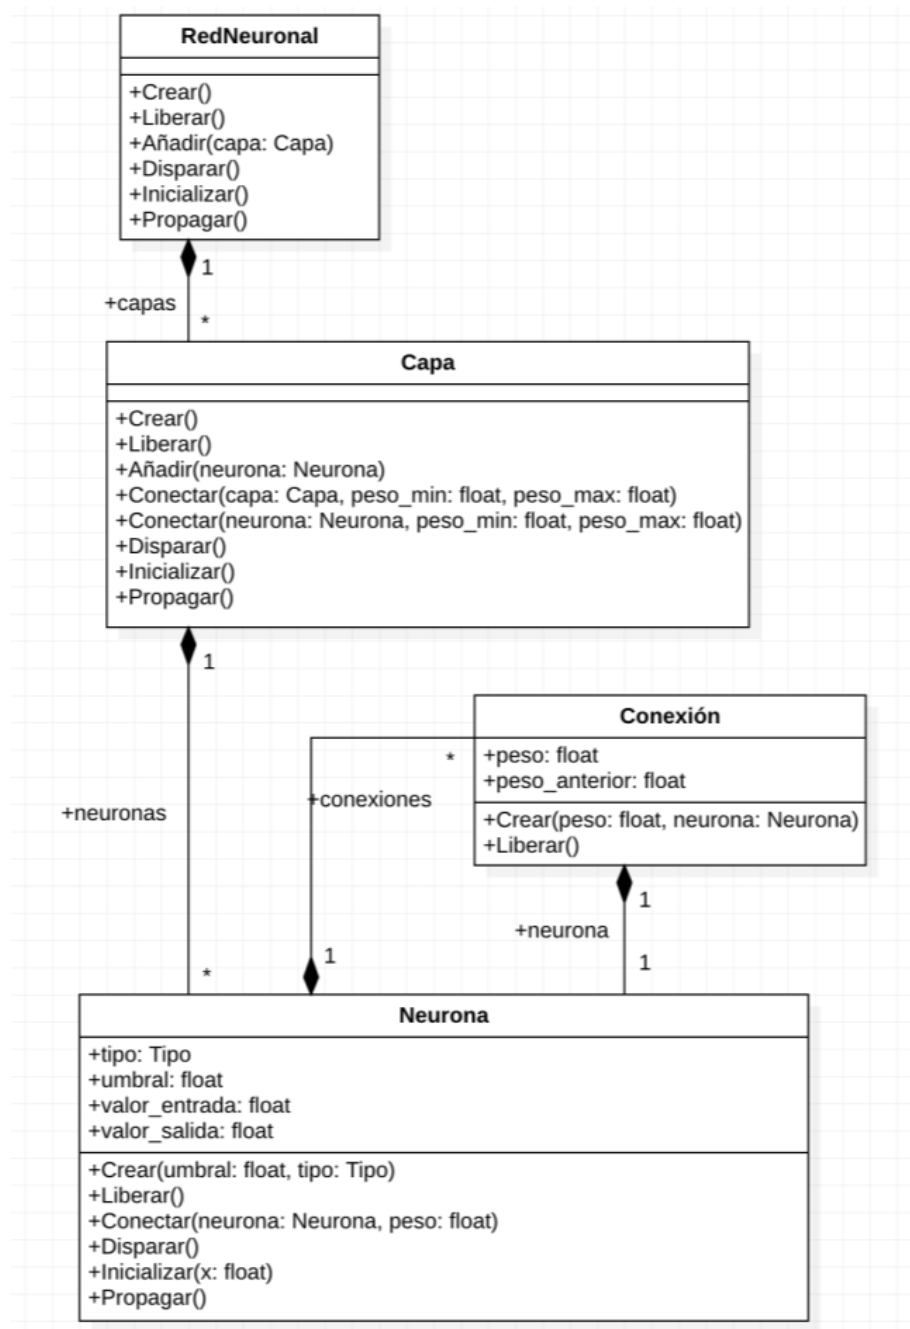 RedNeuronal
+Crear()
+Liberar()
+Añadir(capa: Capa)
+Disparar()
+Inicializar()
+Propagar()
1
+capas
*
Capa
+Crear()
+Liberar()
+Añadir(neurona: Neurona)
+Conectar(capa: Capa, peso_min: float, peso_max: float)
+Conectar(neurona: Neurona, peso_min: float, peso_max: float)
+Disparar()
+Inicializar()
+Propagar()
1
+neuronas
*
Conexión
+peso: float
+peso_anterior: float
+Crear(peso: float, neurona: Neurona)
+Liberar()
*
+conexiones
1
1
+neurona
1
Neurona
+tipo: Tipo
+umbral: float
+valor_entrada: float
+valor_salida: float
+Crear(umbral: float, tipo: Tipo)
+Liberar()
+Conectar(neurona: Neurona, peso: float)
+Disparar()
+Inicializar(x: float)
+Propagar()